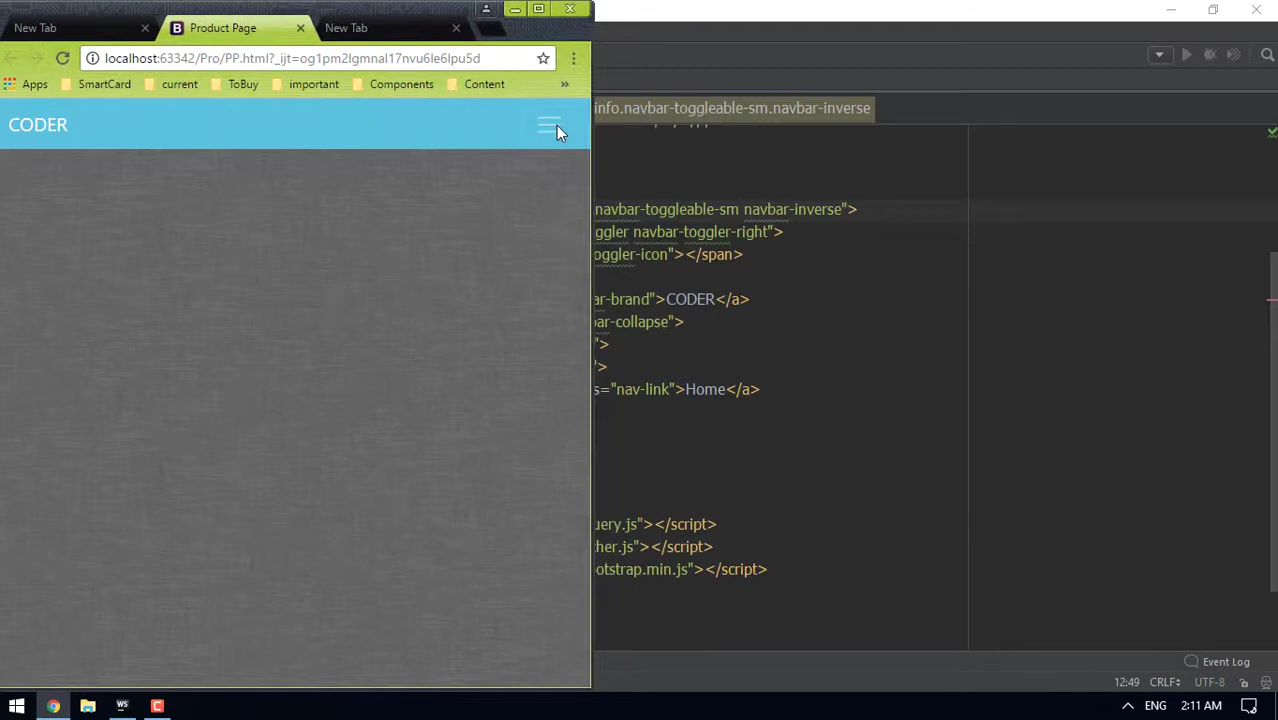 New Tab
Product Page
New Tab
localhost:63342/Pro/PP.html?_ijt=og1pm2lgmnal17nvu6le6lpu5d
Apps SmartCard current ToBuy important Components Content »
CODER
info.navbar-toggleable-sm.navbar-inverse
navbar-toggleable-sm navbar-inverse">
ggler navbar-toggler-right">
oggler-icon"></span>
ar-brand">CODER</a>
bar-collapse">
">
">
s="nav-link">Home</a>
uery.js"></script>
ther.js"></script>
ootstrap.min.js"></script>
Event Log
12:49 CRLF UTF-8
WS C ENG 2:11 AM